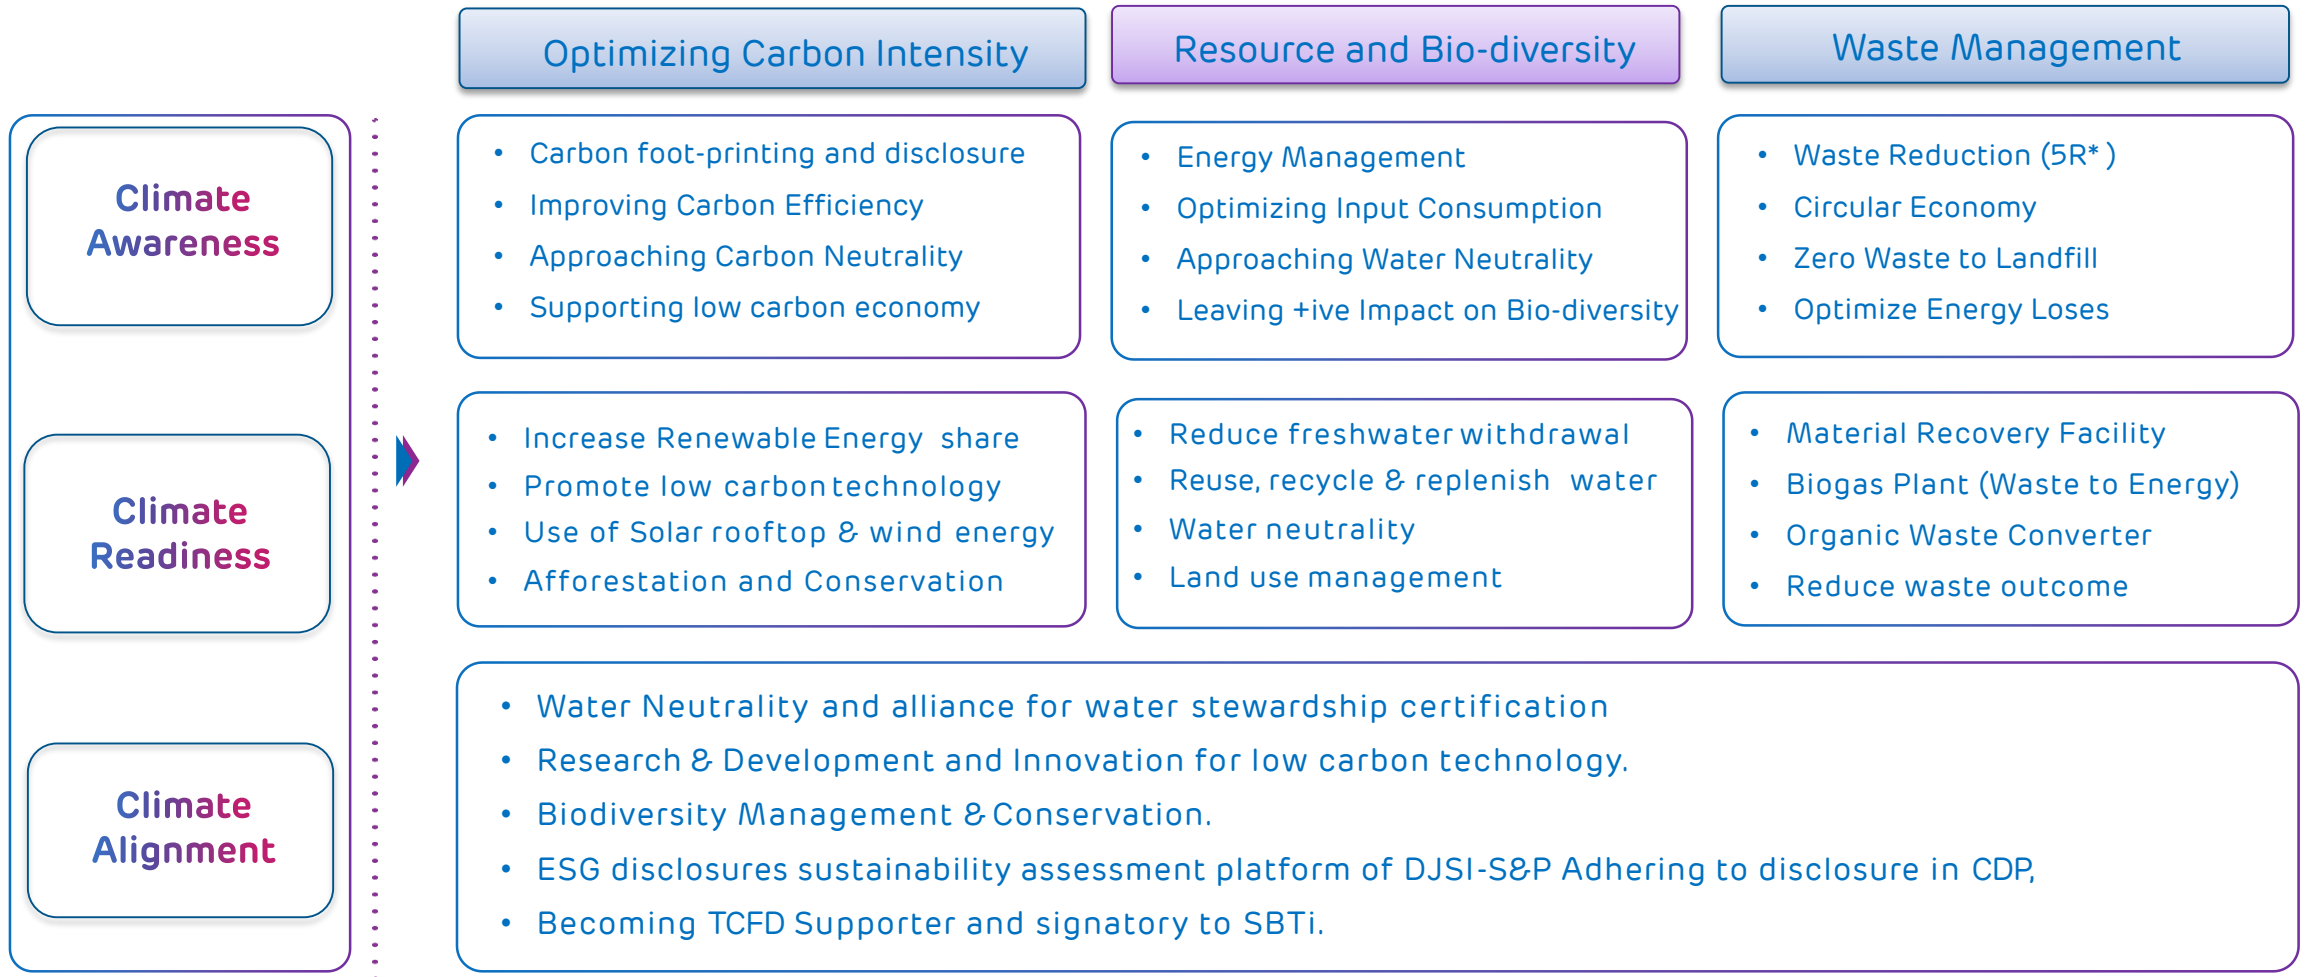 Optimizing Carbon Intensity
Resource and Bio-diversity
Waste Management
Climate
Awareness
• Carbon foot-printing and disclosure
• Improving Carbon Efficiency
• Approaching Carbon Neutrality
• Supporting low carbon economy
• Energy Management
• Optimizing Input Consumption
• Approaching Water Neutrality
• Leaving +ive Impact on Bio-diversity
• Waste Reduction (5R* )
• Circular Economy
• Zero Waste to Landfill
• Optimize Energy Loses
Climate
Readiness
• Increase Renewable Energy share
• Promote low carbon technology
• Use of Solar rooftop & wind energy
• Afforestation and Conservation
• Reduce freshwater withdrawal
• Reuse, recycle & replenish water
• Water neutrality
• Land use management
• Material Recovery Facility
• Biogas Plant (Waste to Energy)
• Organic Waste Converter
• Reduce waste outcome
Climate
Alignment
• Water Neutrality and alliance for water stewardship certification
• Research & Development and Innovation for low carbon technology.
• Biodiversity Management & Conservation.
• ESG disclosures sustainability assessment platform of DJSI-S&P Adhering to disclosure in CDP,
• Becoming TCFD Supporter and signatory to SBTi.